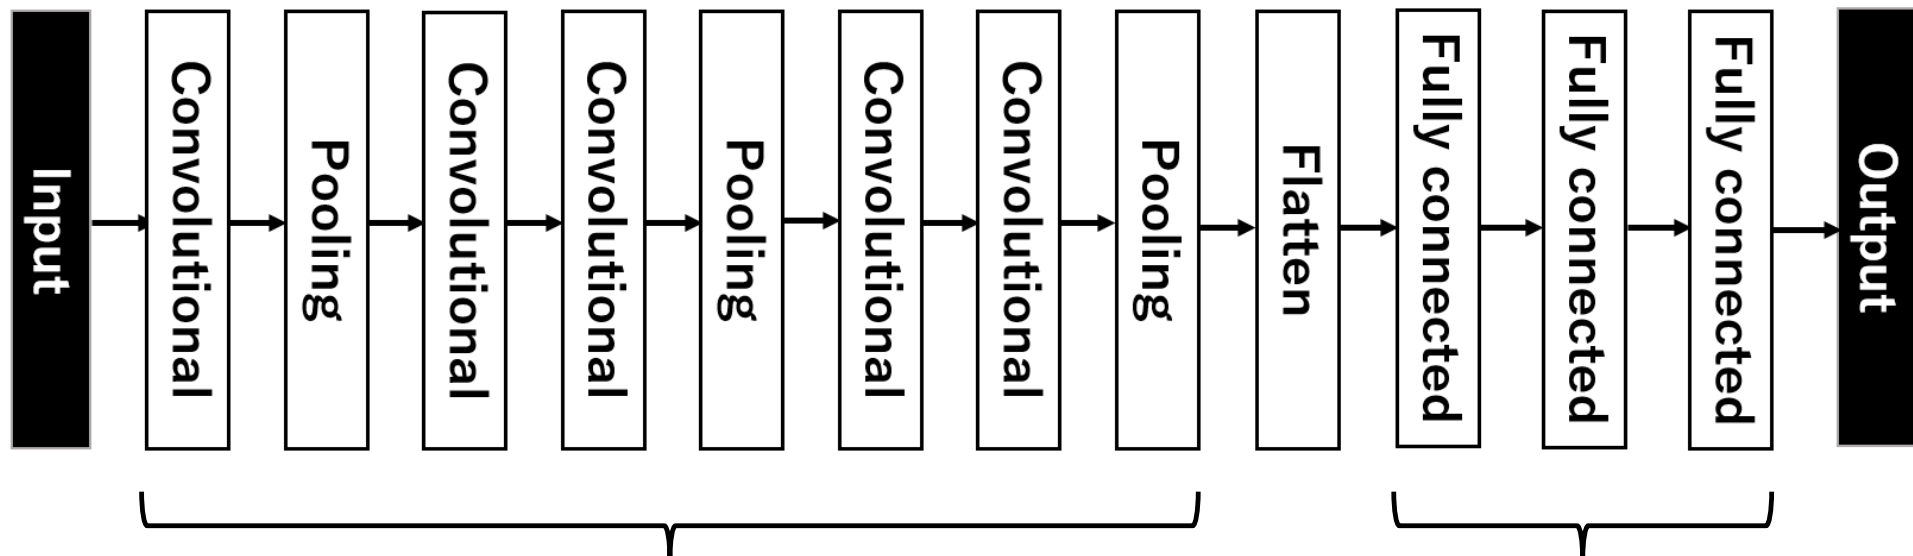 Input
Convolutional
Pooling
Convolutional
Convolutional
Pooling
Convolutional
Convolutional
Pooling
Flatten
Fully connected
Fully connected
Fully connected
Output